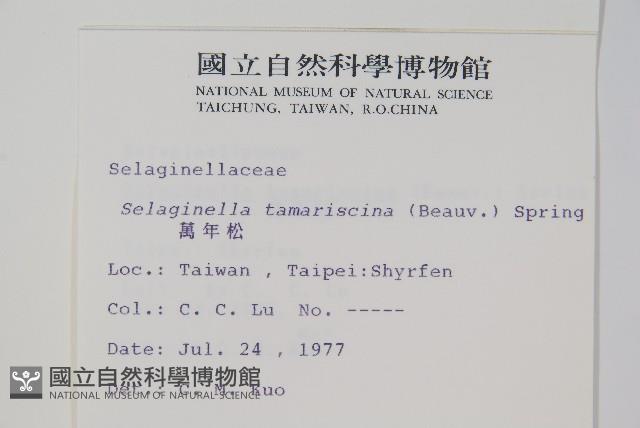 國立自然科學博物館
NATIONAL MUSEUM OF NATURAL SCIENCE
TAICHUNG, TAIWAN, R.O.CHINA
Selaginellaceae
Selaginella tamariscina (Beauv.) Spring
萬年松
Loc.: Taiwan , Taipei:Shyrfen
Col.: C. C. Lu No. -----
Date: Jul. 24 , 1977
Det.: C. M. Kuo
國立自然科學博物館
NATIONAL MUSEUM OF NATURAL SCIENCE